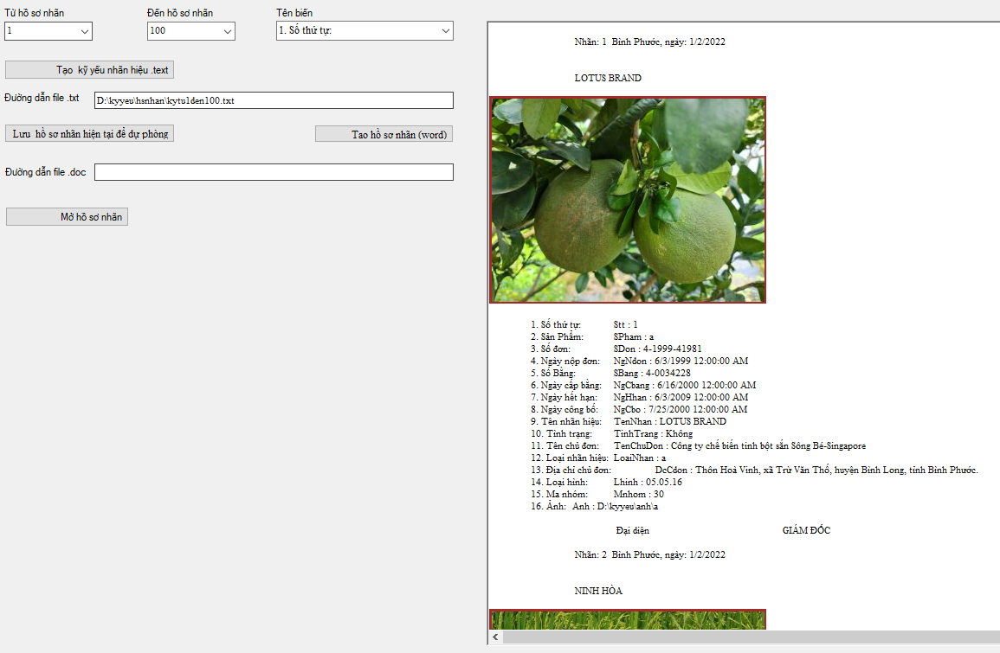 Từ hồ sơ nhãn
Đến hồ sơ nhãn
Tên biến
1
100
1. Số thứ tự:
Tạo kỹ yếu nhãn hiệu .text
Đường dẫn file .txt
D:\kyyeu\hsnhan\kytu1den100.txt
Lưu hồ sơ nhãn hiện tại để dự phòng
Tao hồ sơ nhãn (word)
Đường dẫn file .doc
Mở hồ sơ nhãn
Nhãn: 1 Bình Phước, ngày: 1/2/2022
LOTUS BRAND
1. Số thứ tự: Stt : 1
2. Sản Phẩm: SPham : a
3. Số đơn: SDon : 4-1999-41981
4. Ngày nộp đơn: NgNdon : 6/3/1999 12:00:00 AM
5. Số Bằng: SBang : 4-0034228
6. Ngày cấp bằng: NgCbang : 6/16/2000 12:00:00 AM
7. Ngày hết hạn: NgHhan : 6/3/2009 12:00:00 AM
8. Ngày công bố: NgCbo : 7/25/2000 12:00:00 AM
9. Tên nhãn hiệu: TenNhan : LOTUS BRAND
10. Tình trạng: TinhTrang : Không
11. Tên chủ đơn: TenChuDon : Công ty chế biến tinh bột sắn Sông Bé-Singapore
12. Loại nhãn hiệu: LoaiNhan : a
13. Địa chỉ chủ đơn: DcCdon : Thôn Hoà Vinh, xã Trừ Văn Thố, huyện Bình Long, tỉnh Bình Phước.
14. Loại hình: Lhinh : 05.05.16
15. Ma nhóm: Mnhom : 30
16. Ảnh: Anh : D:\kyyeu\anh\a
Đại diện GIÁM ĐỐC
Nhãn: 2 Bình Phước, ngày: 1/2/2022
NINH HÒA